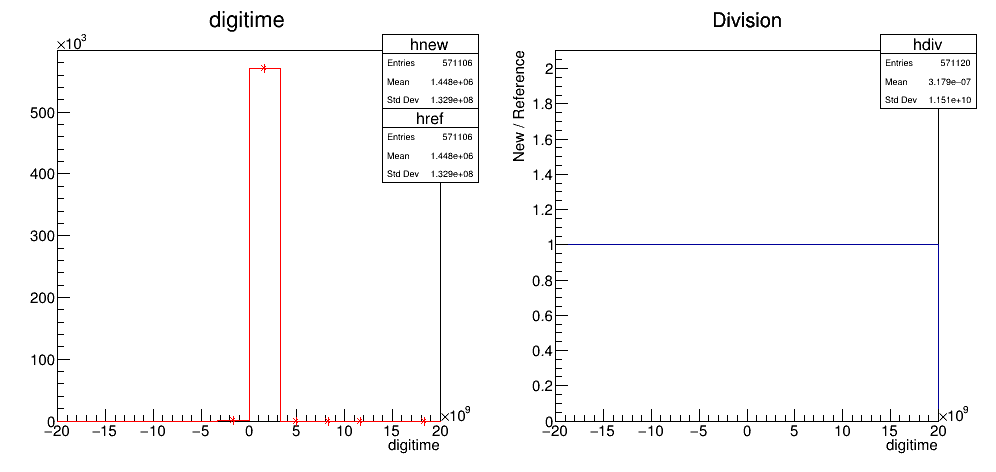 digitime
×10³
hnew
Entries 571106
Mean 1.448e+06
Std Dev 1.329e+08
href
Entries 571106
Mean 1.448e+06
Std Dev 1.329e+08
500
400
300
200
100
0
−20 −15 −10 −5 0 5 10 15 20
×10⁹
digitime
Division
hdiv
Entries 571120
Mean 3.179e−07
Std Dev 1.151e+10
New / Reference
2
1.8
1.6
1.4
1.2
1
0.8
0.6
0.4
0.2
0
−20 −15 −10 −5 0 5 10 15 20
×10⁹
digitime